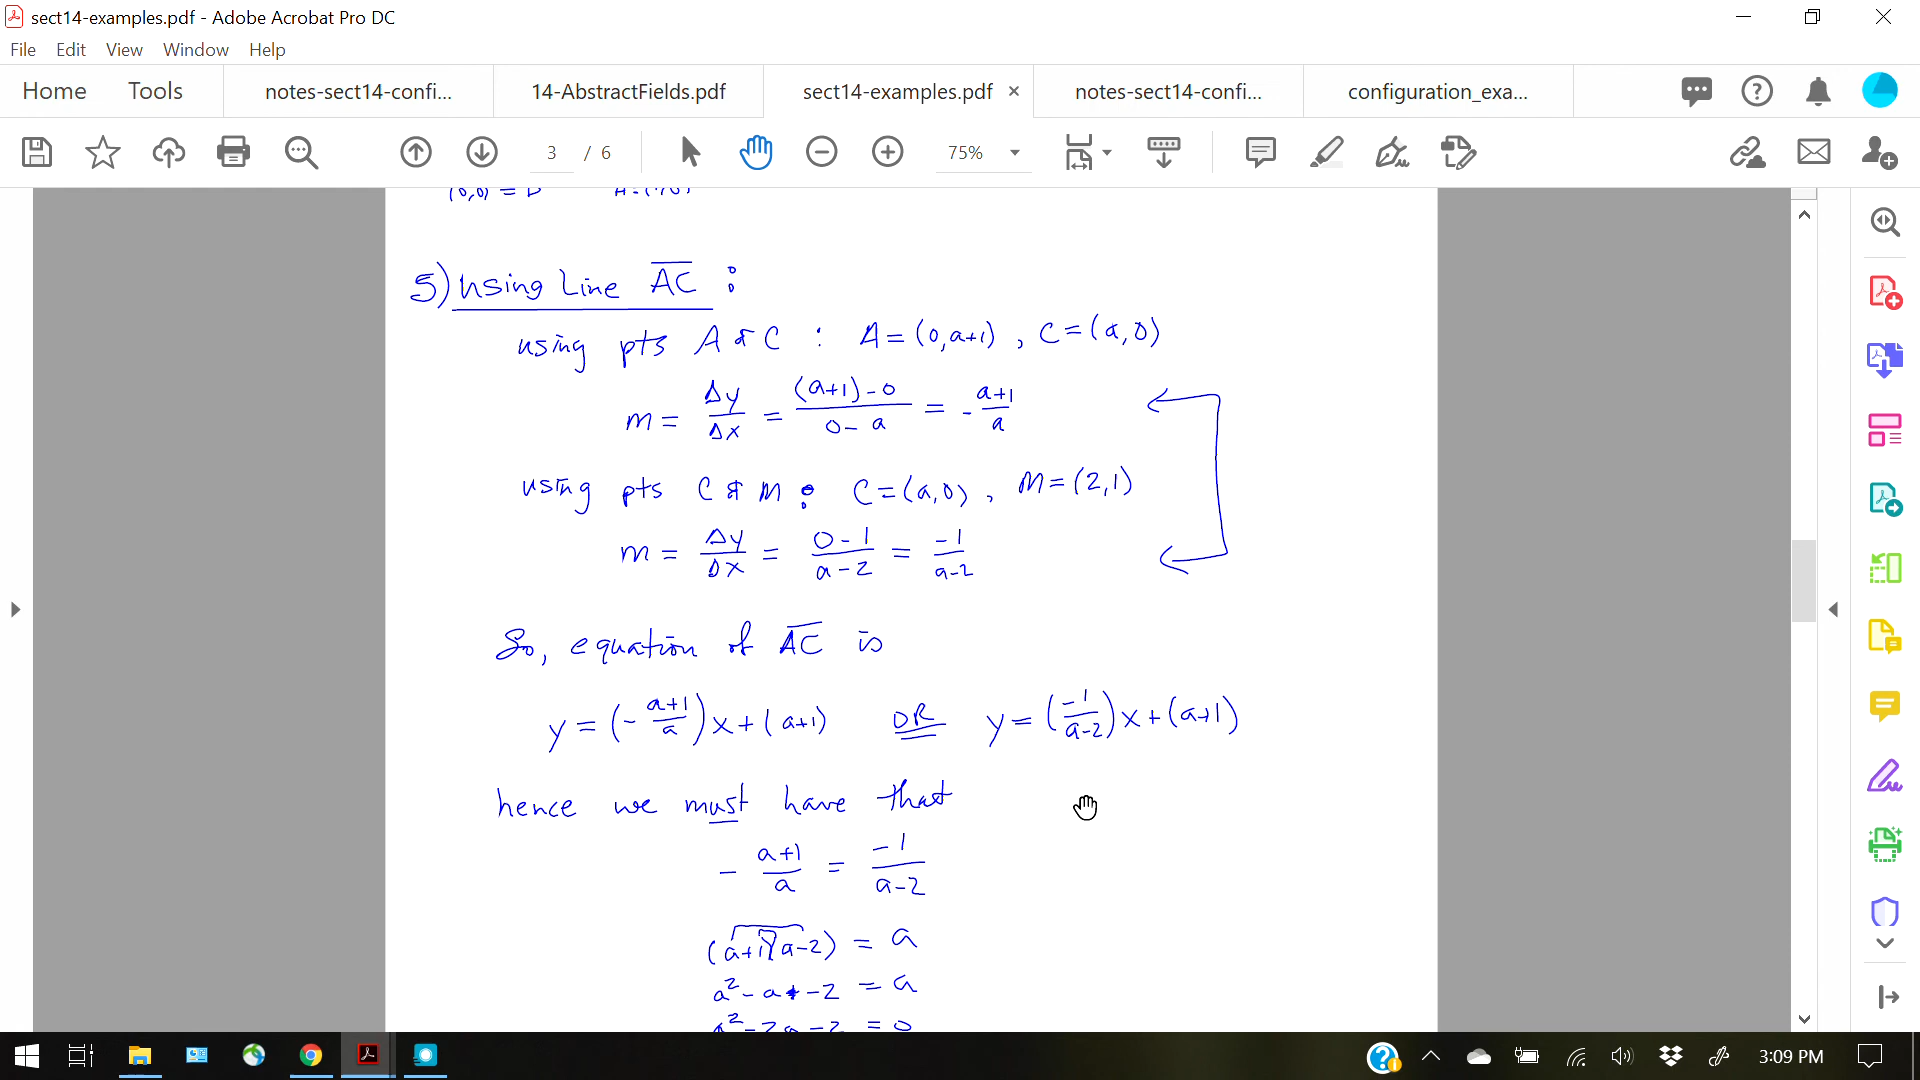 sect14-examples.pdf - Adobe Acrobat Pro DC
File Edit View Window Help
Home Tools notes-sect14-confi... 14-AbstractFields.pdf sect14-examples.pdf × notes-sect14-confi... configuration_exa...
3 / 6 75%
5) Using Line A̅C̅ :
using pts A & C : A = (0, a+1) , C = (a, 0)
m = Δy/Δx = ((a+1) - 0)/(0 - a) = - (a+1)/a
using pts C & M : C = (a, 0) , M = (2, 1)
m = Δy/Δx = (0 - 1)/(a - 2) = -1/(a-2)
So, equation of A̅C̅ is
y = (- (a+1)/a) x + (a+1) OR y = (-1/(a-2)) x + (a+1)
hence we must have that
- (a+1)/a = -1/(a-2)
(a+1)(a-2) = a
a² - a - 2 = a
a² - 2a - 2 = 0
3:09 PM